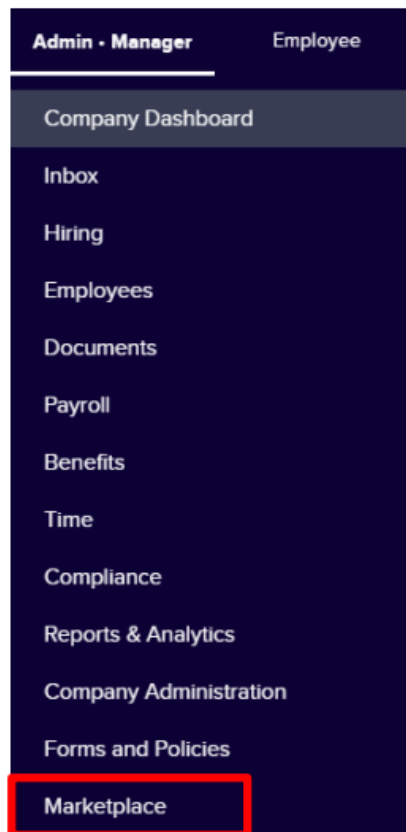 Admin • Manager Employee
Company Dashboard
Inbox
Hiring
Employees
Documents
Payroll
Benefits
Time
Compliance
Reports & Analytics
Company Administration
Forms and Policies
Marketplace